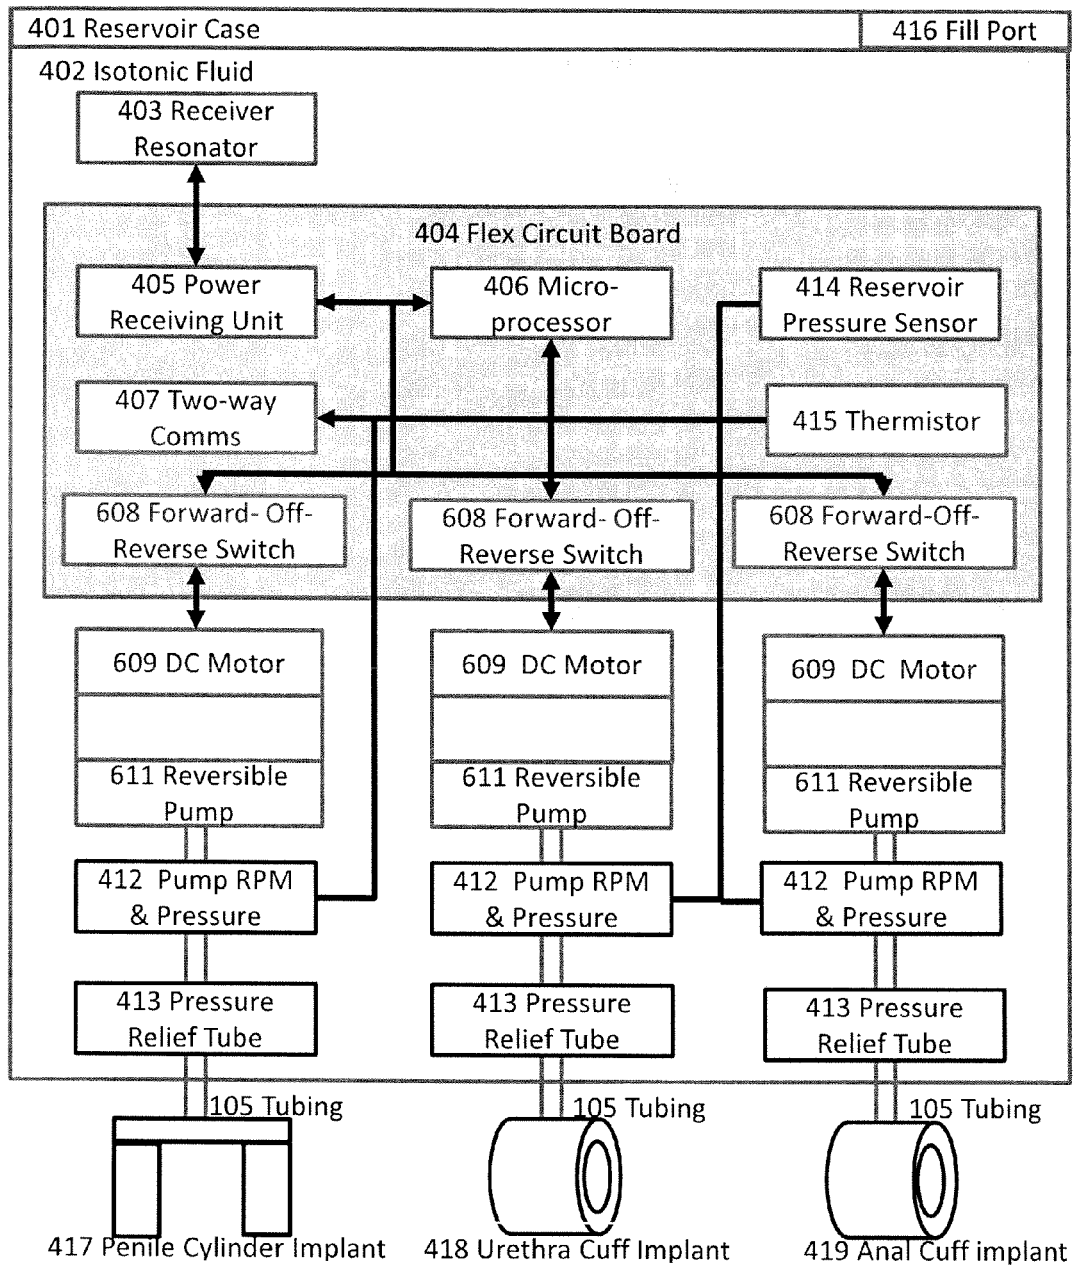 401 Reservoir Case
416 Fill Port
402 Isotonic Fluid
403 Receiver
Resonator
404 Flex Circuit Board
405 Power
Receiving Unit
406 Micro-
processor
414 Reservoir
Pressure Sensor
407 Two-way
Comms
415 Thermistor
608 Forward- Off-
Reverse Switch
608 Forward- Off-
Reverse Switch
608 Forward-Off-
Reverse Switch
609 DC Motor
609 DC Motor
609 DC Motor
611 Reversible
Pump
611 Reversible
Pump
611 Reversible
Pump
412 Pump RPM
& Pressure
412 Pump RPM
& Pressure
412 Pump RPM
& Pressure
413 Pressure
Relief Tube
413 Pressure
Relief Tube
413 Pressure
Relief Tube
105 Tubing
105 Tubing
105 Tubing
417 Penile Cylinder Implant
418 Urethra Cuff Implant
419 Anal Cuff implant